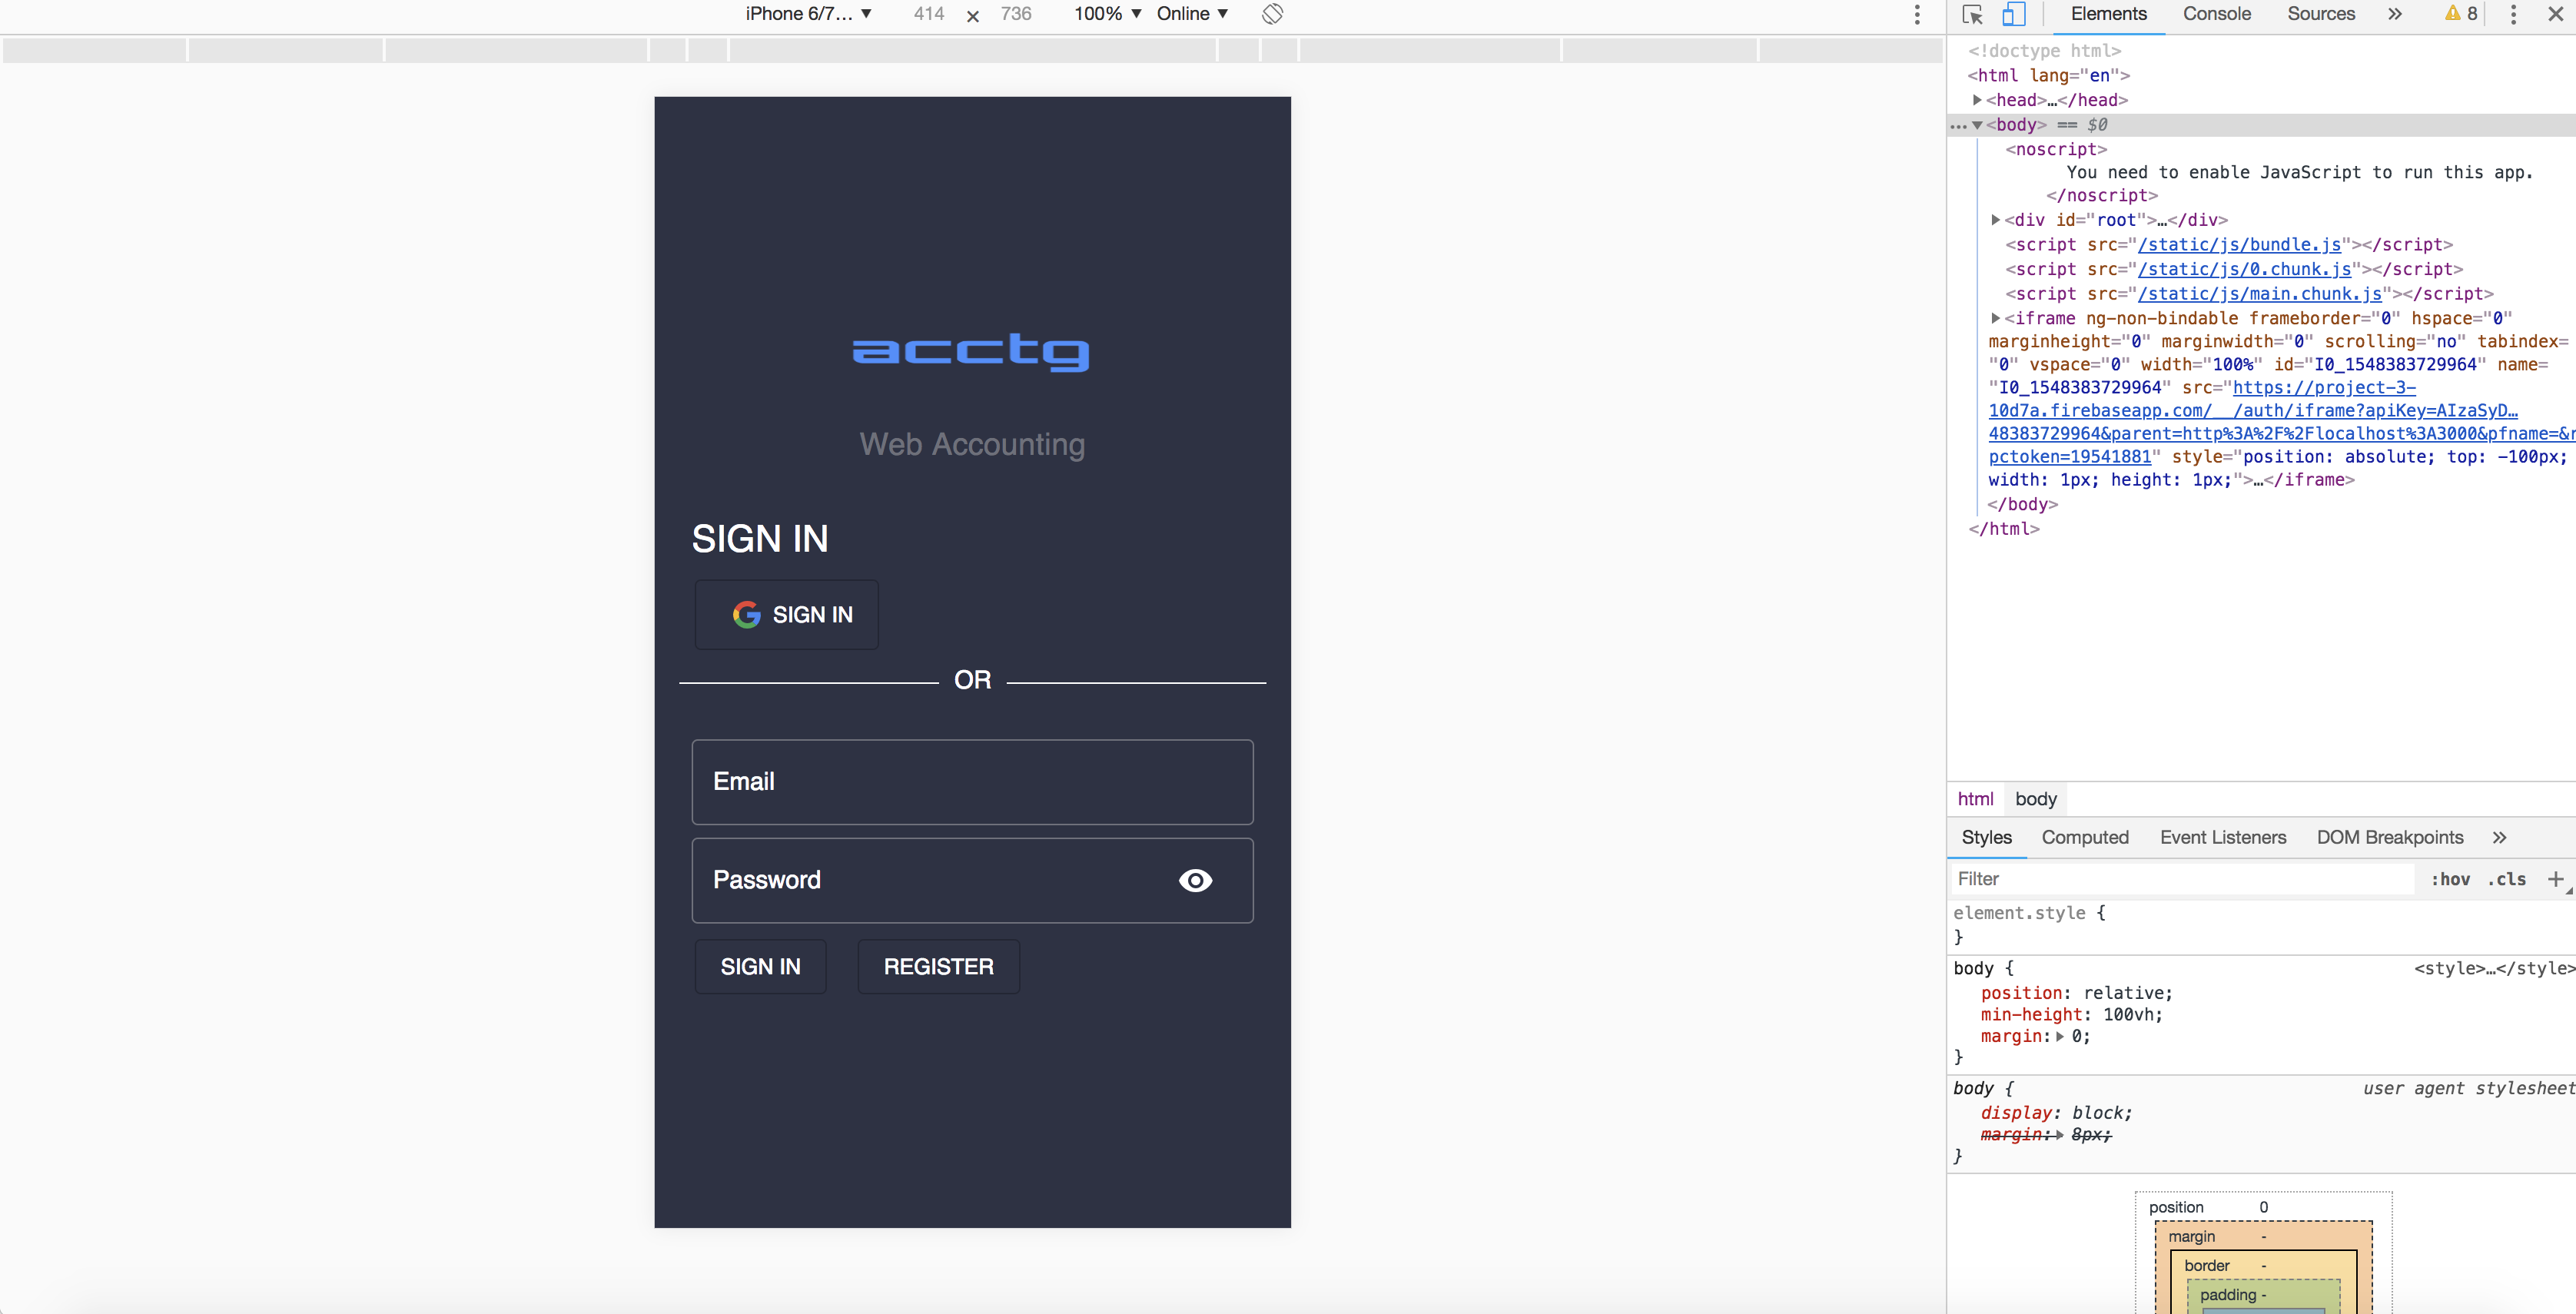 iPhone 6/7... ▼ 414 × 736 100% ▼ Online ▼
Elements Console Sources » 8
acctg
Web Accounting
SIGN IN
SIGN IN
OR
Email
Password
SIGN IN REGISTER
<!doctype html>
<html lang="en">
<head>…</head>
<body> == $0
<noscript>
You need to enable JavaScript to run this app.
</noscript>
<div id="root">…</div>
<script src="/static/js/bundle.js"></script>
<script src="/static/js/0.chunk.js"></script>
<script src="/static/js/main.chunk.js"></script>
<iframe ng-non-bindable frameborder="0" hspace="0"
marginheight="0" marginwidth="0" scrolling="no" tabindex=
"0" vspace="0" width="100%" id="I0_1548383729964" name=
"I0_1548383729964" src="https://project-3-
10d7a.firebaseapp.com/__/auth/iframe?apiKey=AIzaSyD…
48383729964&parent=http%3A%2F%2Flocalhost%3A3000&pfname=&r
pctoken=19541881" style="position: absolute; top: -100px;
width: 1px; height: 1px;">…</iframe>
</body>
</html>
html body
Styles Computed Event Listeners DOM Breakpoints »
Filter :hov .cls +
element.style {
}
body { <style>…</style>
position: relative;
min-height: 100vh;
margin: 0;
}
body { user agent stylesheet
display: block;
margin: 8px;
}
position 0
margin -
border -
padding -